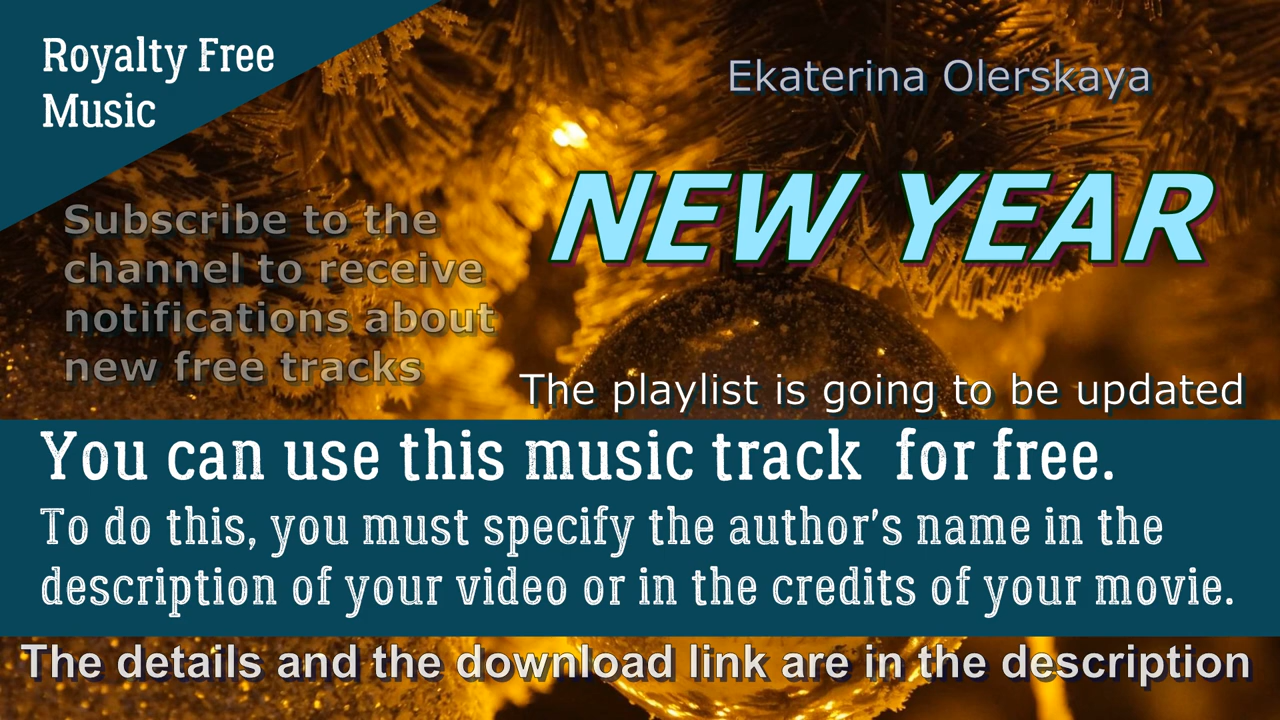 Royalty Free
Music
Ekaterina Olerskaya
NEW YEAR
Subscribe to the
channel to receive
notifications about
new free tracks
The playlist is going to be updated
You can use this music track for free.
To do this, you must specify the author's name in the
description of your video or in the credits of your movie.
The details and the download link are in the description